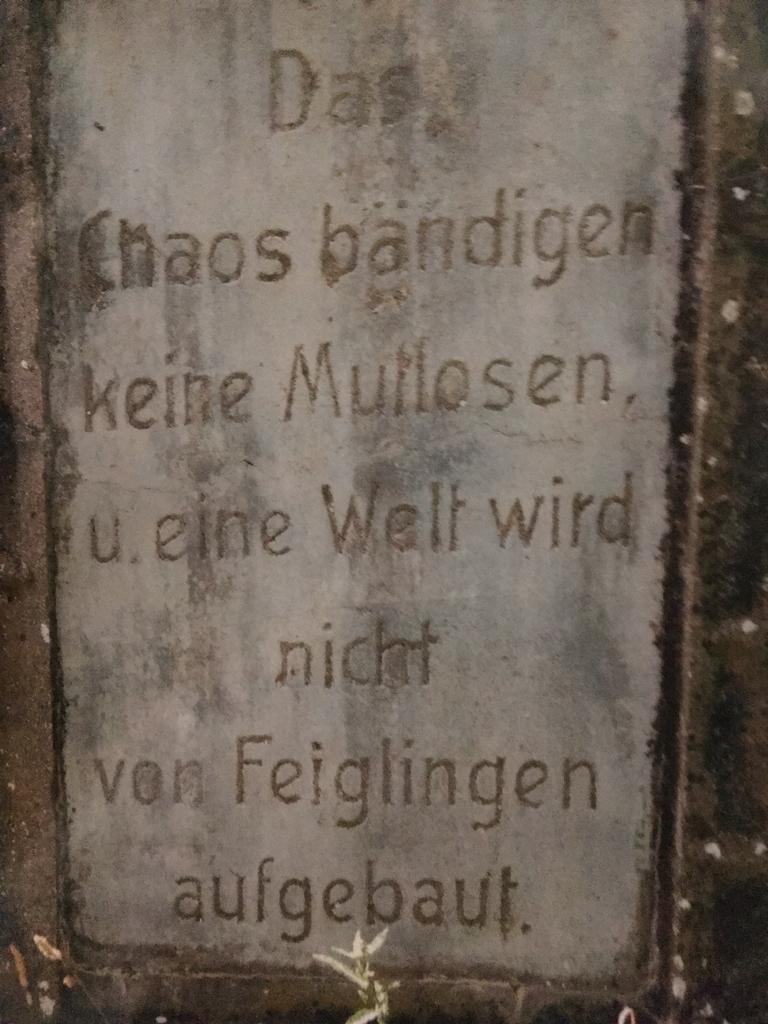 Das
Chaos bändigen
keine Mutlosen,
u. eine Welt wird
nicht
von Feiglingen
aufgebaut.